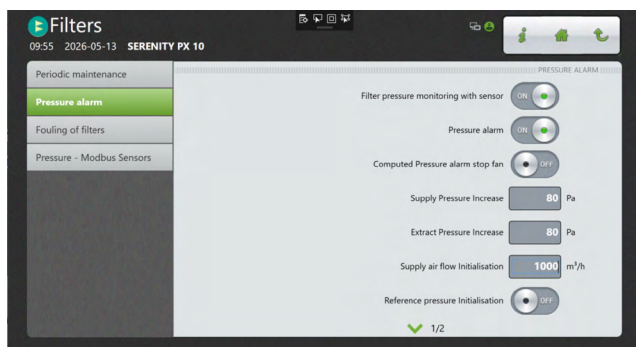 Filters
09:55 2026-05-13 SERENITY PX 10
PRESSURE ALARM
Periodic maintenance
Pressure alarm
Fouling of filters
Pressure - Modbus Sensors
Filter pressure monitoring with sensor ON
Pressure alarm ON
Computed Pressure alarm stop fan OFF
Supply Pressure Increase 80 Pa
Extract Pressure Increase 80 Pa
Supply air flow Initialisation 1000 m³/h
Reference pressure Initialisation OFF
1/2